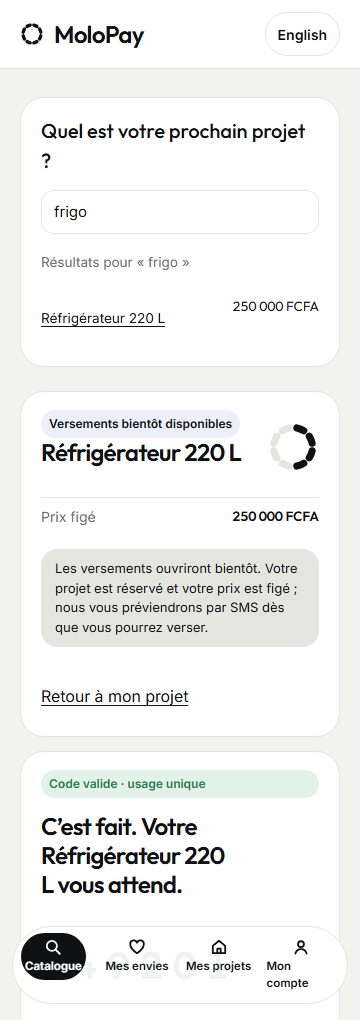 MoloPay
English
Quel est votre prochain projet
?
frigo
Résultats pour « frigo »
250 000 FCFA
Réfrigérateur 220 L
Versements bientôt disponibles
Réfrigérateur 220 L
Prix figé
250 000 FCFA
Les versements ouvriront bientôt. Votre
projet est réservé et votre prix est figé ;
nous vous préviendrons par SMS dès
que vous pourrez verser.
Retour à mon projet
Code valide · usage unique
C’est fait. Votre
Réfrigérateur 220
L vous attend.
Catalogue
Mes envies
Mes projets
Mon
compte